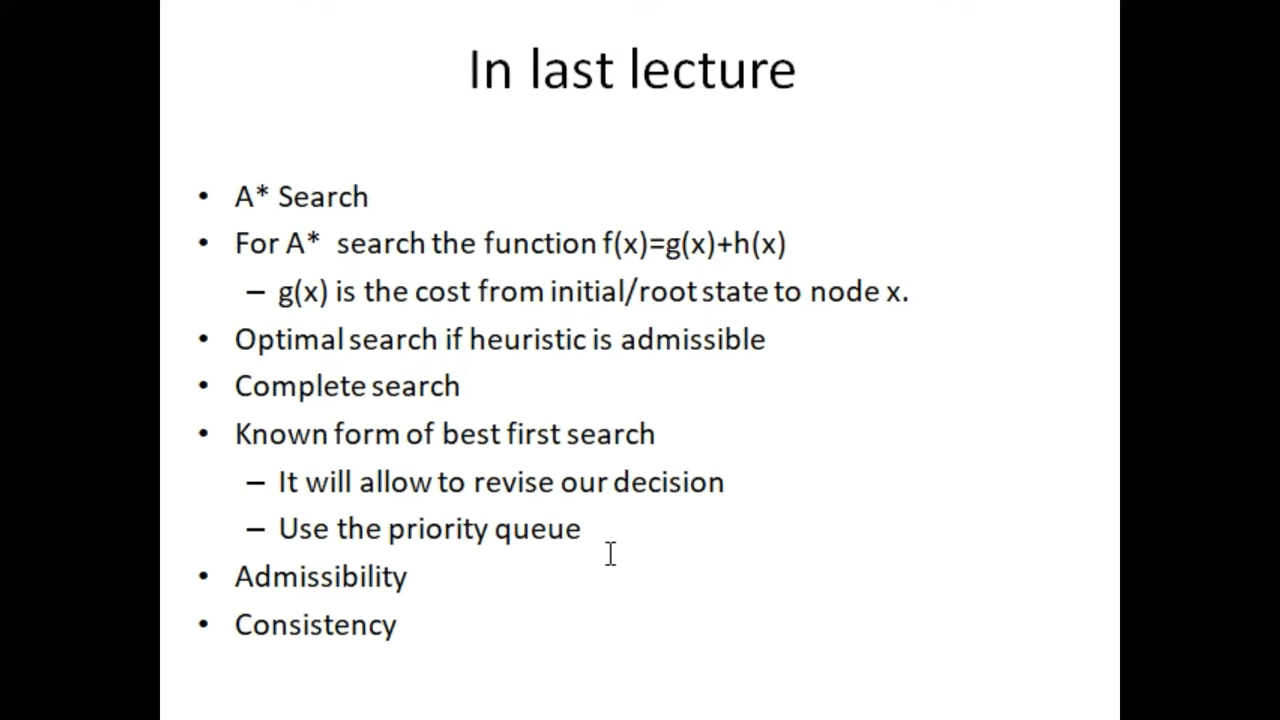 In last lecture
• A* Search
• For A* search the function f(x)=g(x)+h(x)
– g(x) is the cost from initial/root state to node x.
• Optimal search if heuristic is admissible
• Complete search
• Known form of best first search
– It will allow to revise our decision
– Use the priority queue
• Admissibility
• Consistency